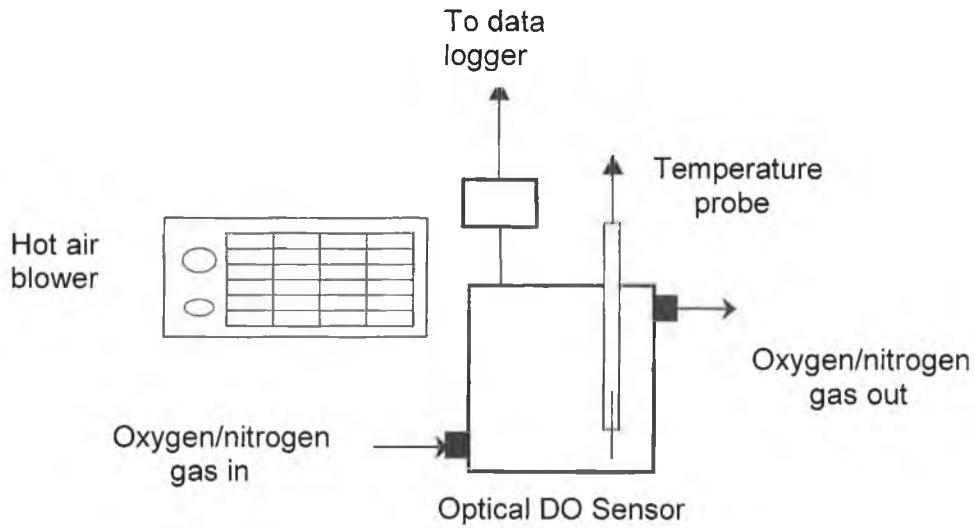 To data
logger
Temperature
probe
Hot air
blower
Oxygen/nitrogen
gas out
Oxygen/nitrogen
gas in
Optical DO Sensor